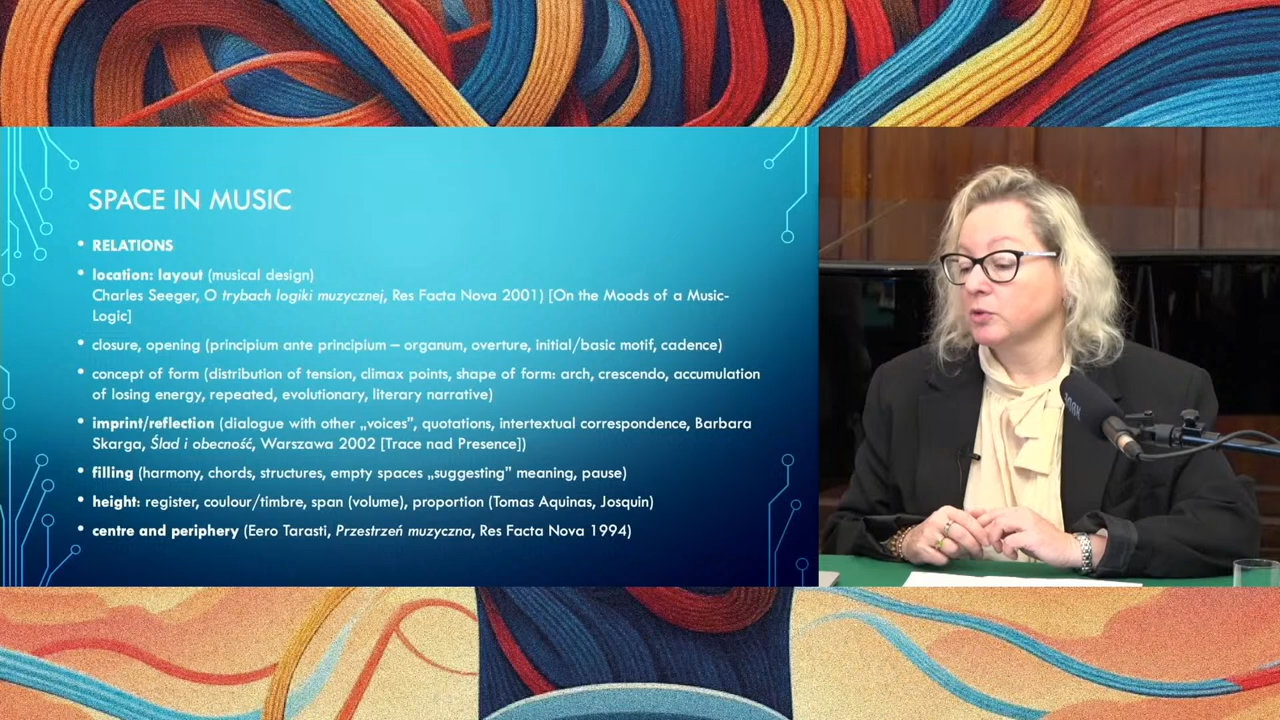 SPACE IN MUSIC
• RELATIONS
• location: layout (musical design)
Charles Seeger, O trybach logiki muzycznej, Res Facta Nova 2001) [On the Moods of a Music-
Logic]
• closure, opening (principium ante principium – organum, overture, initial/basic motif, cadence)
• concept of form (distribution of tension, climax points, shape of form: arch, crescendo, accumulation
of losing energy, repeated, evolutionary, literary narrative)
• imprint/reflection (dialogue with other „voices”, quotations, intertextual correspondence, Barbara
Skarga, Ślad i obecność, Warszawa 2002 [Trace nad Presence])
• filling (harmony, chords, structures, empty spaces „suggesting” meaning, pause)
• height: register, coulour/timbre, span (volume), proportion (Tomas Aquinas, Josquin)
• centre and periphery (Eero Tarasti, Przestrzeń muzyczna, Res Facta Nova 1994)